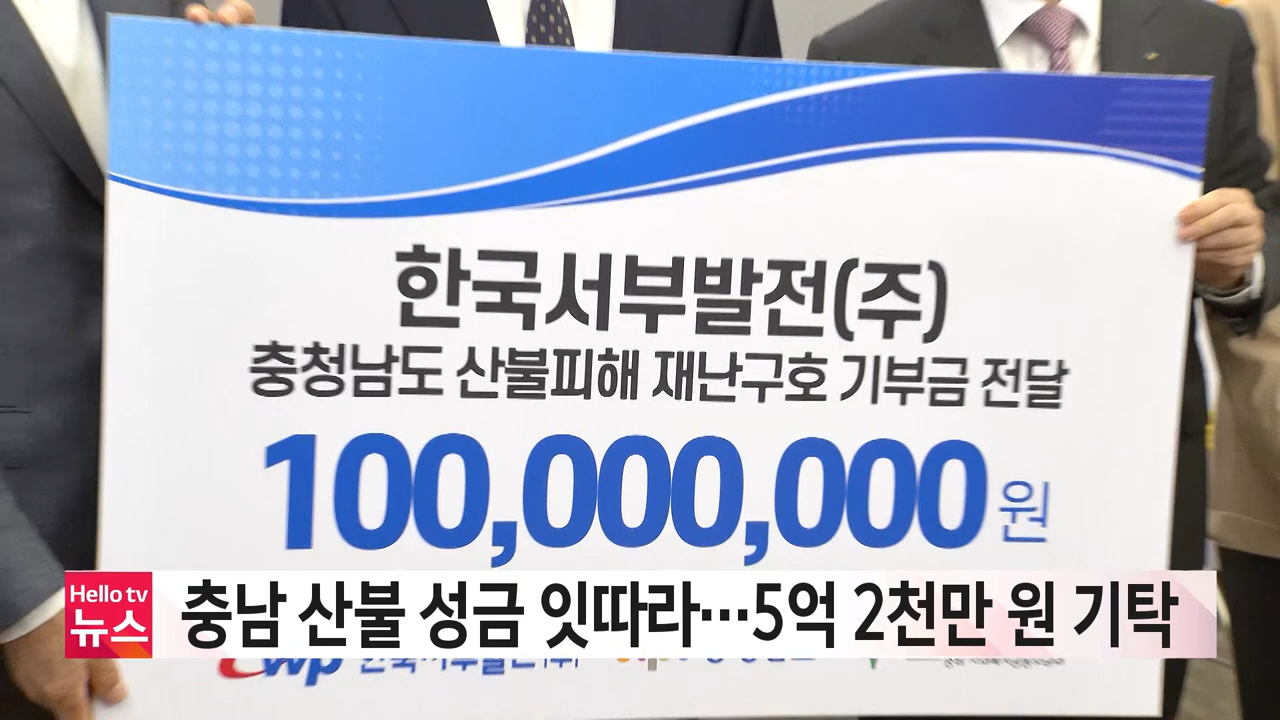 한국서부발전(주)
충청남도 산불피해 재난구호 기부금 전달
100,000,000원
Hello tv
뉴스
충남 산불 성금 잇따라…5억 2천만 원 기탁